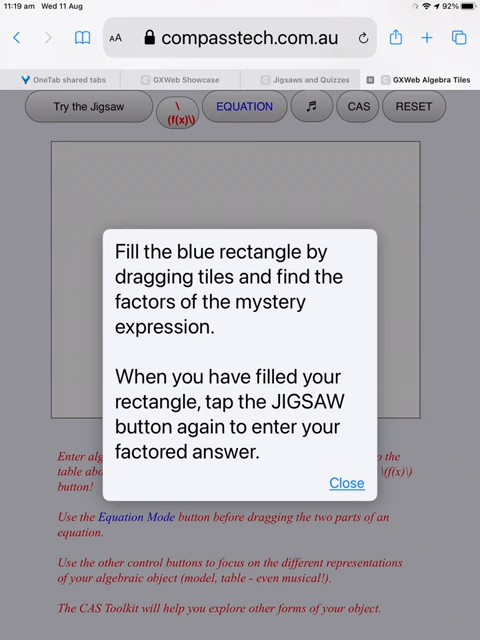 11:19 am Wed 11 Aug
92%
AA compasstech.com.au
OneTab shared tabs
GXWeb Showcase
Jigsaws and Quizzes
GXWeb Algebra Tiles
Try the Jigsaw
\
(f(x)\)
EQUATION
CAS
RESET
Fill the blue rectangle by
dragging tiles and find the
factors of the mystery
expression.
When you have filled your
rectangle, tap the JIGSAW
button again to enter your
factored answer.
Close
Enter alg
o the
table abo
\(f(x)\)
button!
Use the Equation Mode button before dragging the two parts of an
equation.
Use the other control buttons to focus on the different representations
of your algebraic object (model, table - even musical!).
The CAS Toolkit will help you explore other forms of your object.